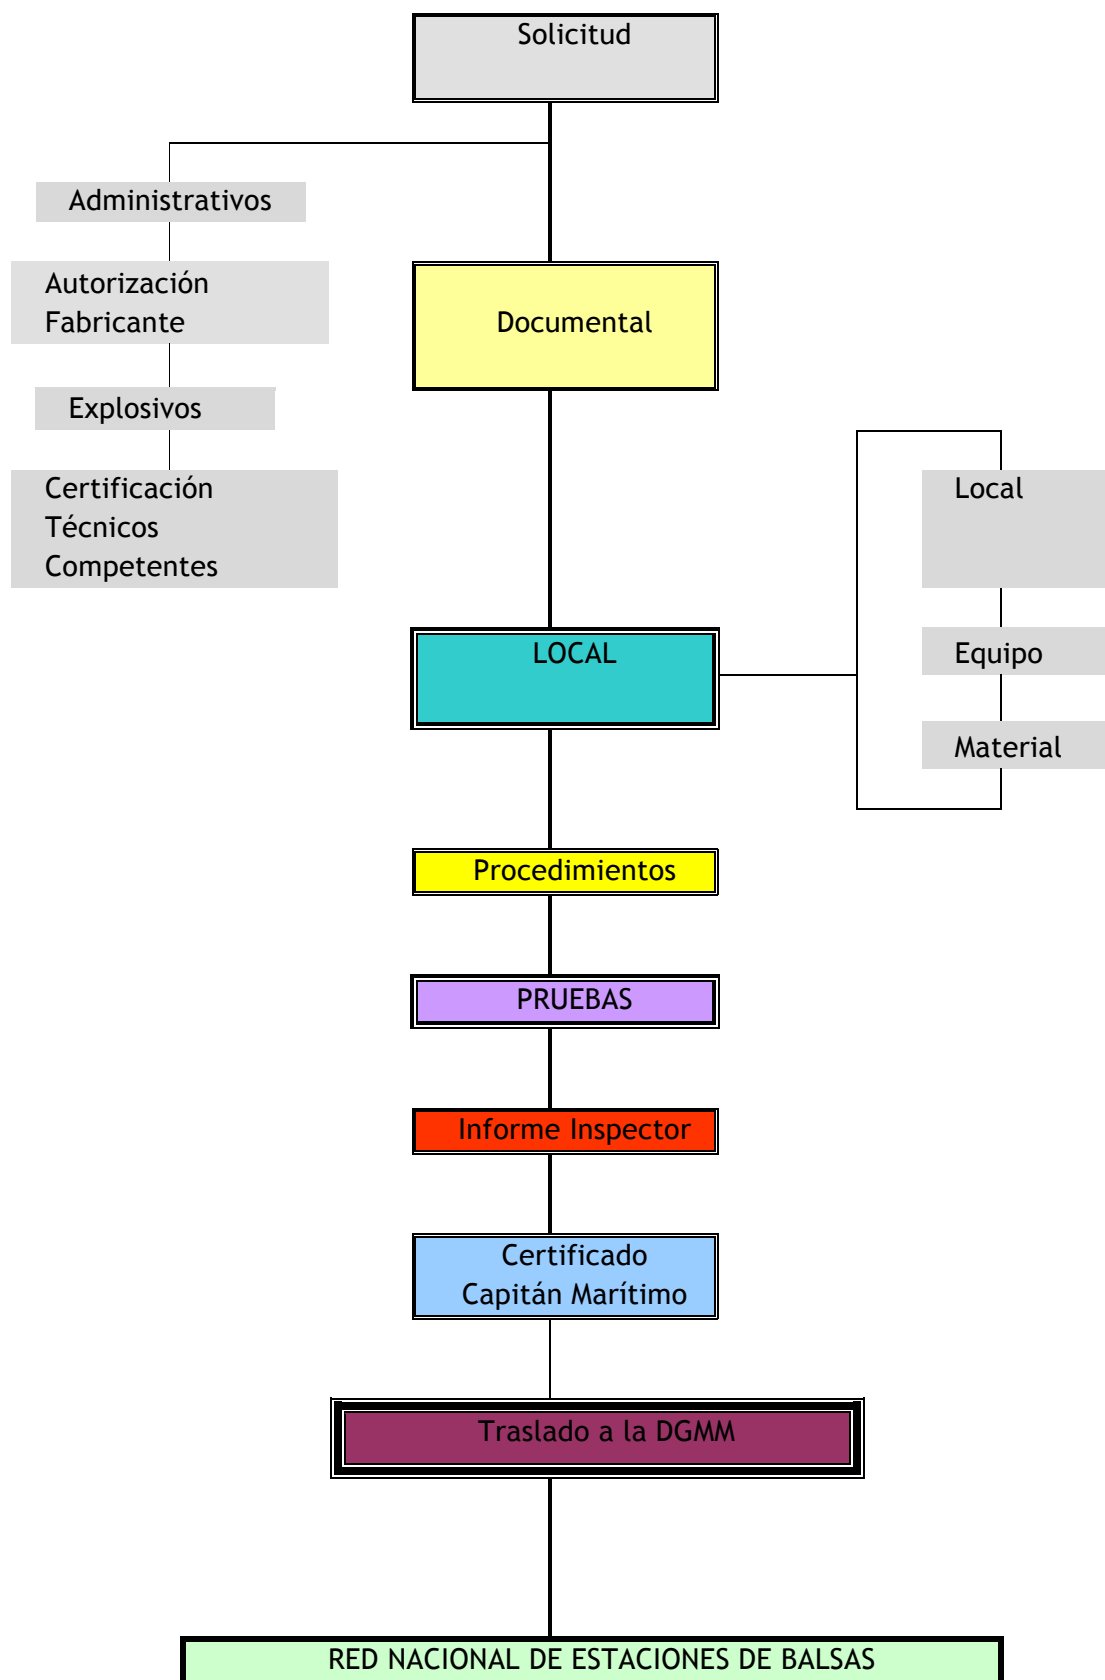 Solicitud
Administrativos
Autorización
Fabricante
Documental
Explosivos
Certificación
Técnicos
Competentes
Local
LOCAL
Equipo
Material
Procedimientos
PRUEBAS
Informe Inspector
Certificado
Capitán Marítimo
Traslado a la DGMM
RED NACIONAL DE ESTACIONES DE BALSAS